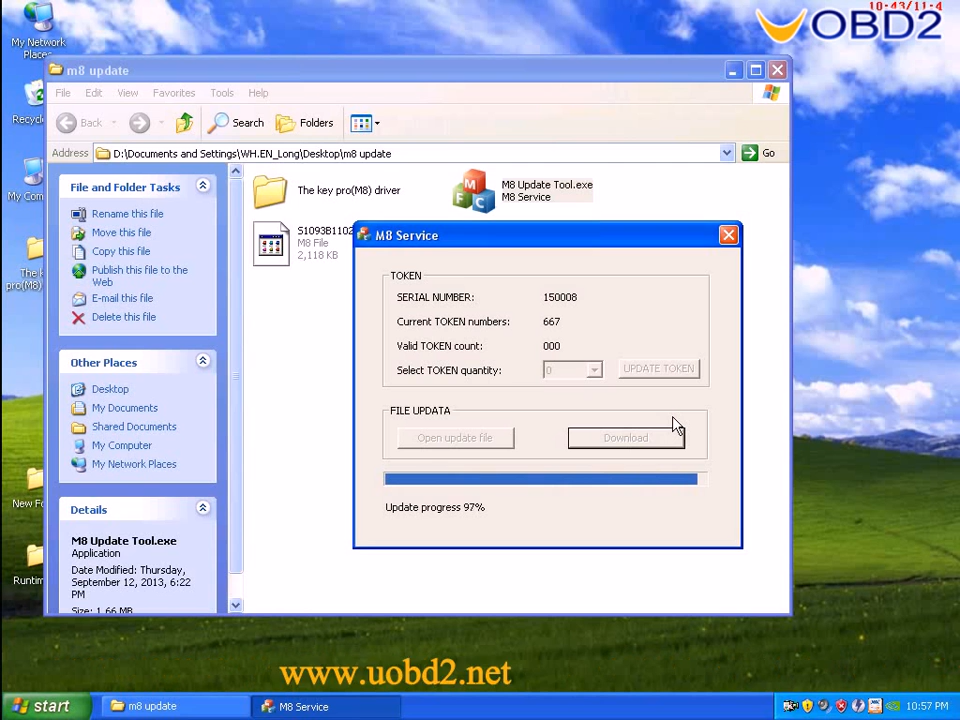 10-43/11-4
UOBD2
My Network
Places
m8 update
File Edit View Favorites Tools Help
Back Search Folders
Address D:\Documents and Settings\WH.EN_Long\Desktop\m8 update Go
File and Folder Tasks
Rename this file
Move this file
Copy this file
Publish this file to the
Web
E-mail this file
Delete this file
Other Places
Desktop
My Documents
Shared Documents
My Computer
My Network Places
Details
M8 Update Tool.exe
Application
Date Modified: Thursday,
September 12, 2013, 6:22
PM
Size: 1.66 MB
The key pro(M8) driver
M8 Update Tool.exe
M8 Service
S1093B1102
M8 File
2,118 KB
M8 Service
TOKEN
SERIAL NUMBER: 150008
Current TOKEN numbers: 667
Valid TOKEN count: 000
Select TOKEN quantity: 0 UPDATE TOKEN
FILE UPDATA
Open update file Download
Update progress 97%
Recyc
My Com
The k
pro(M8)
New Fo
Runtim
www.uobd2.net
start m8 update M8 Service 10:57 PM